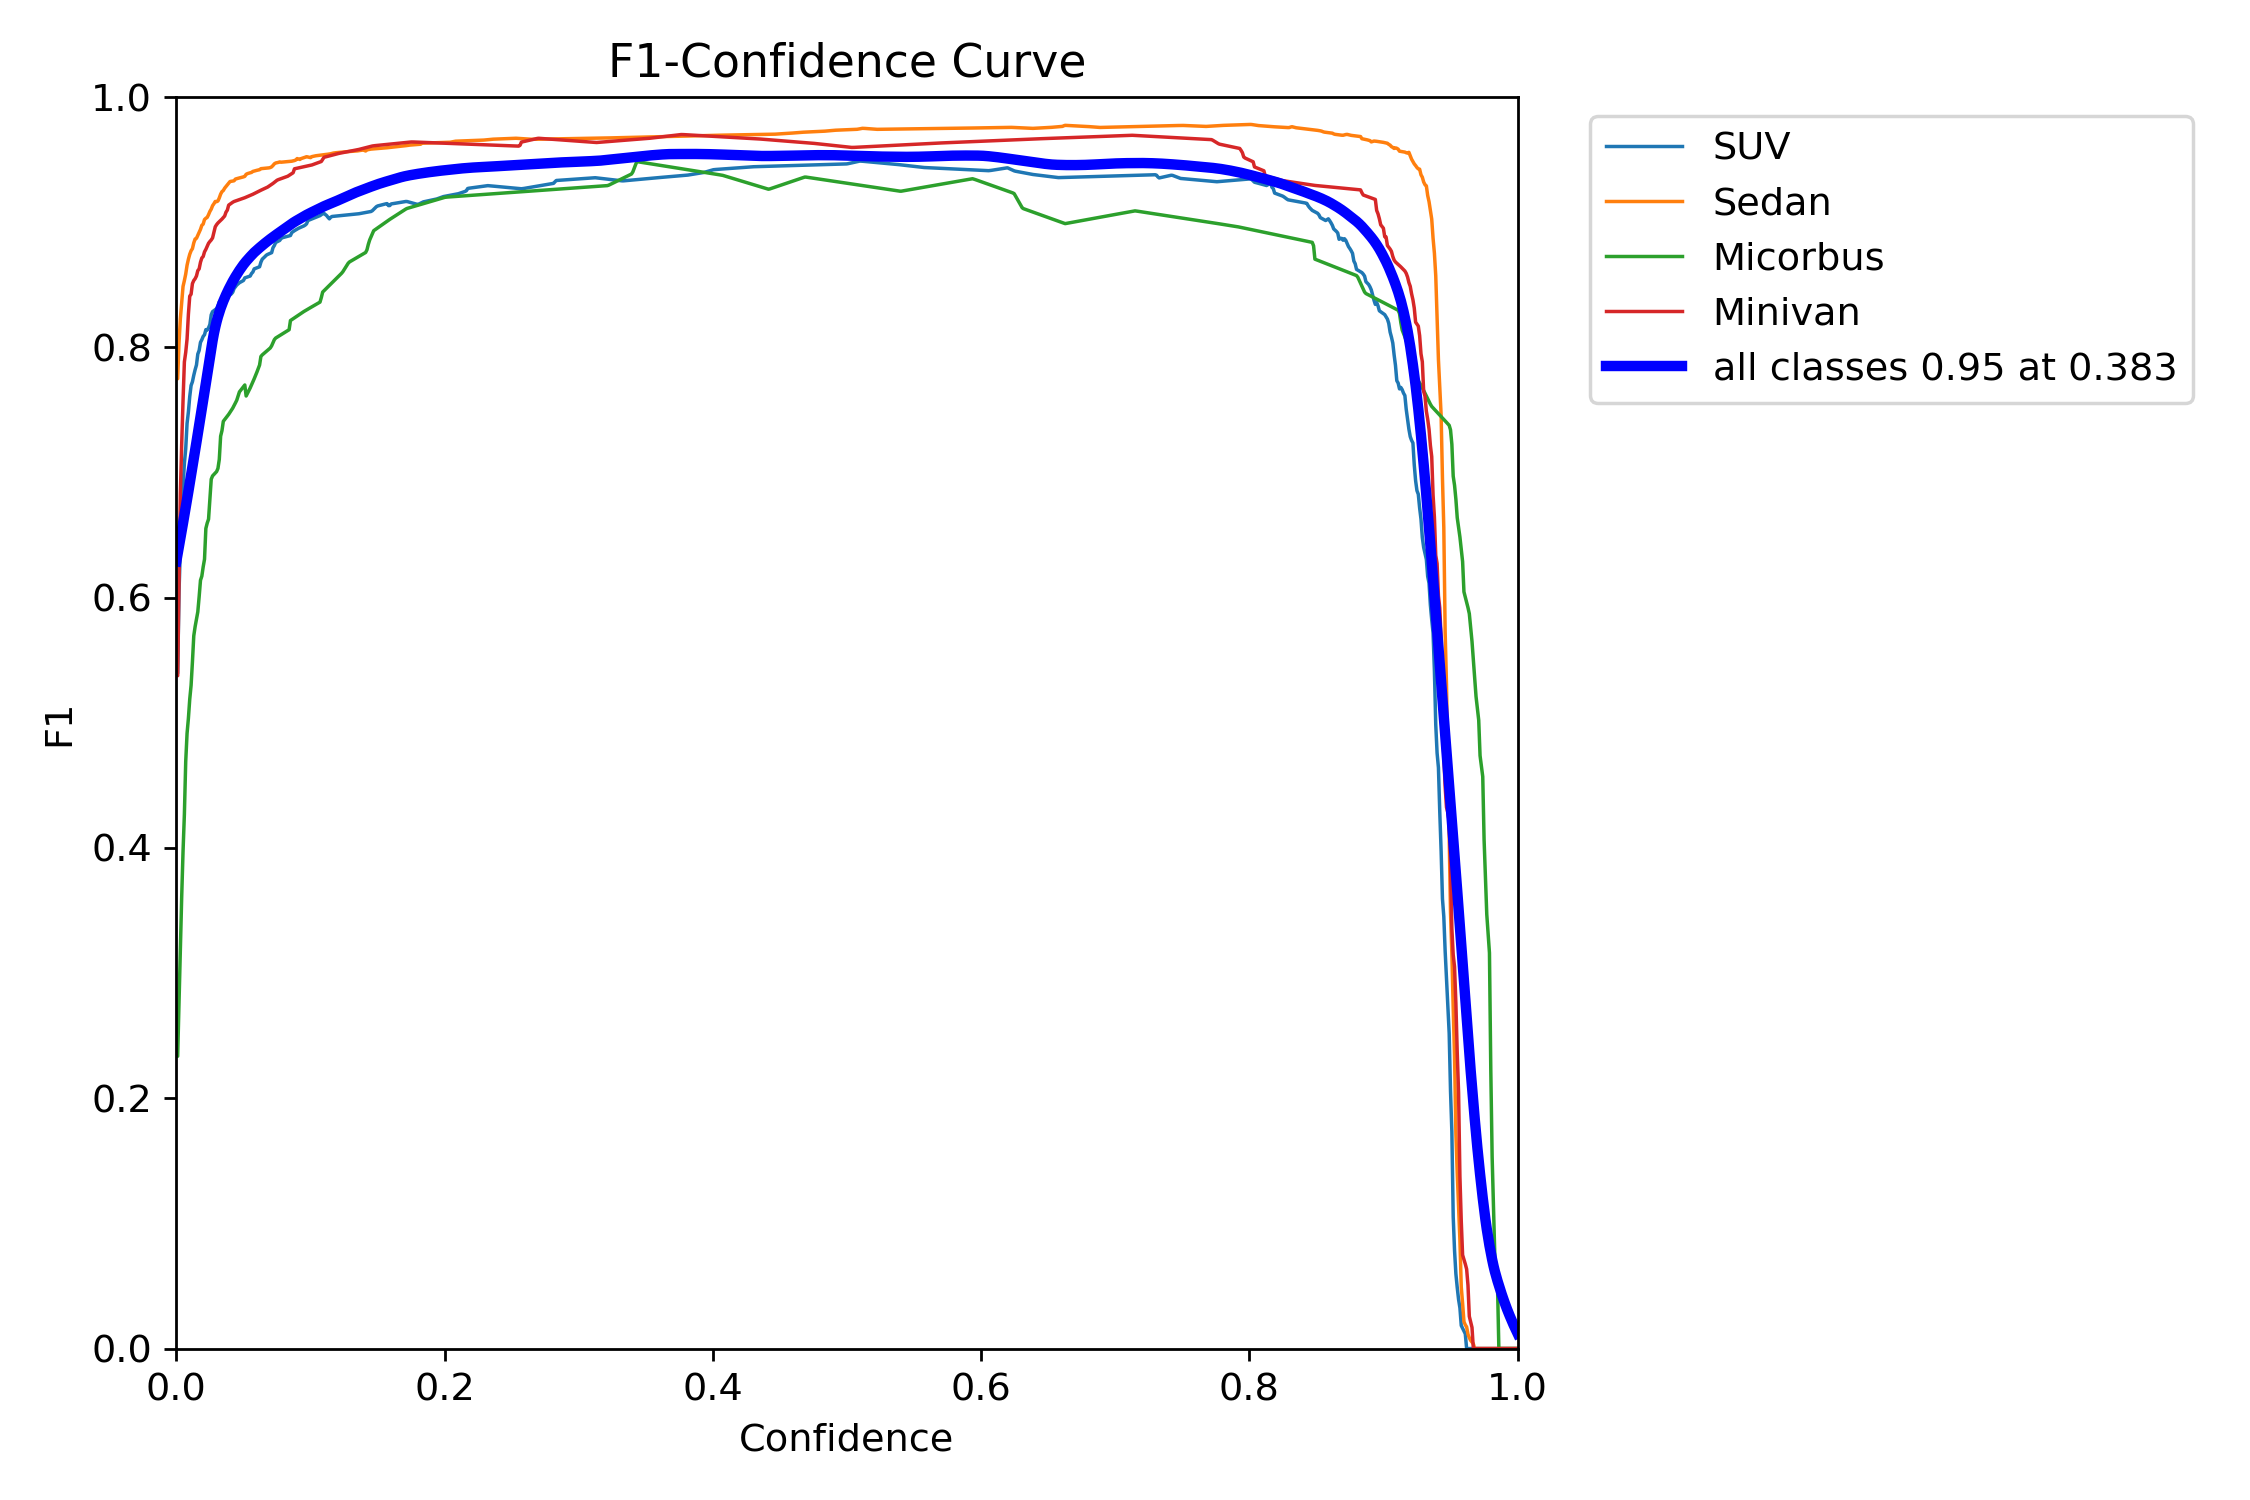 F1-Confidence Curve
1.0
0.8
0.6
0.4
0.2
0.0
F1
0.0 0.2 0.4 0.6 0.8 1.0
Confidence
SUV
Sedan
Micorbus
Minivan
all classes 0.95 at 0.383